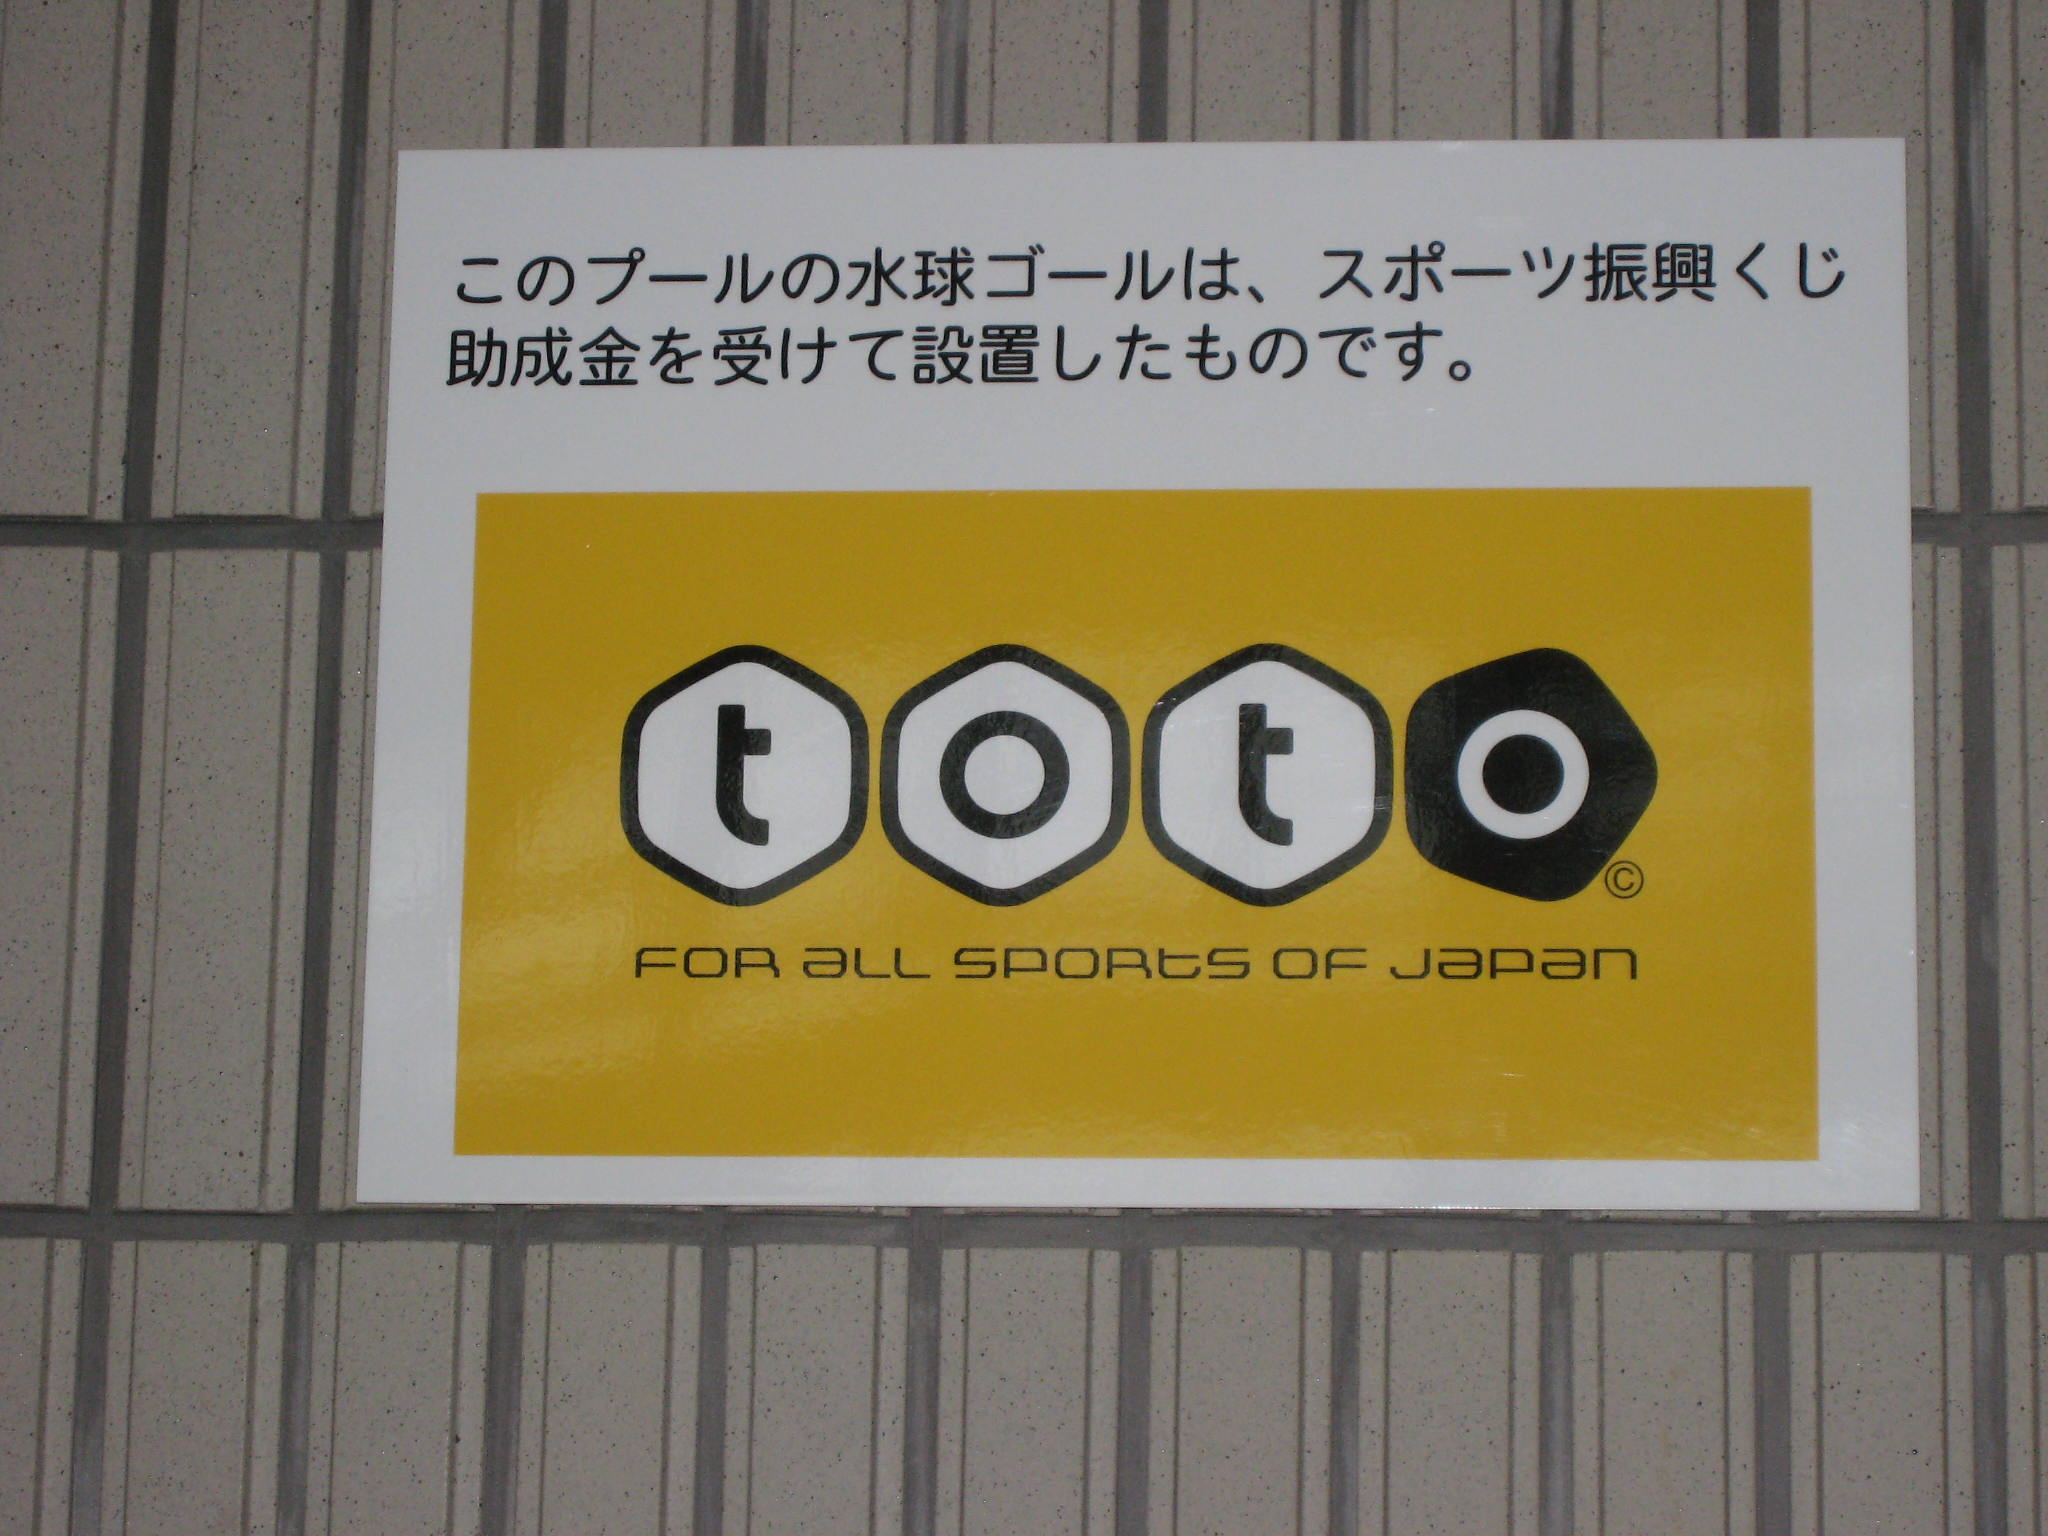 このプールの水球ゴールは、スポーツ振興くじ
助成金を受けて設置したものです。
toto
©
FOR ALL SPORTS OF JAPAN